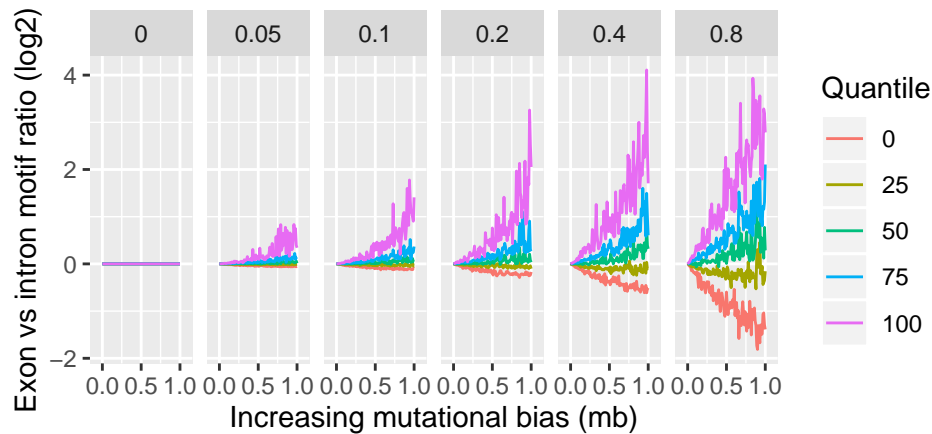 0 0.05 0.1 0.2 0.4 0.8
Exon vs intron motif ratio (log2)
4
2
0
−2
0.0 0.5 1.0 0.0 0.5 1.0 0.0 0.5 1.0 0.0 0.5 1.0 0.0 0.5 1.0 0.0 0.5 1.0
Increasing mutational bias (mb)
Quantile
0
25
50
75
100